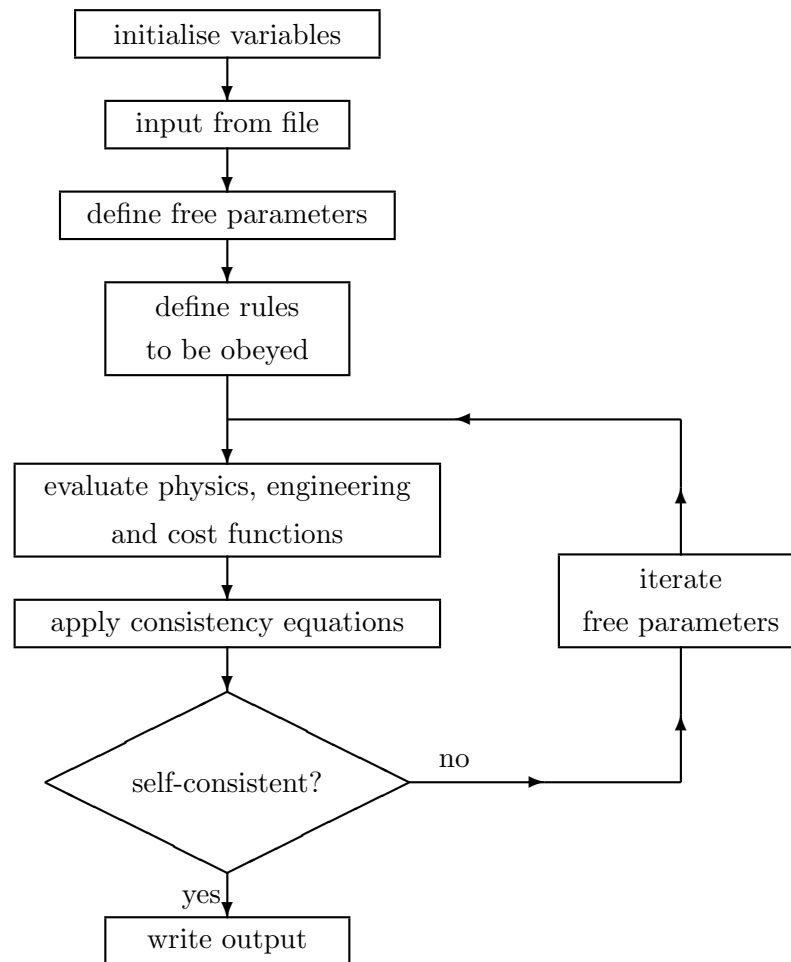 initialise variables
input from file
define free parameters
define rules
to be obeyed
evaluate physics, engineering
and cost functions
iterate
free parameters
apply consistency equations
no
self-consistent?
yes
write output